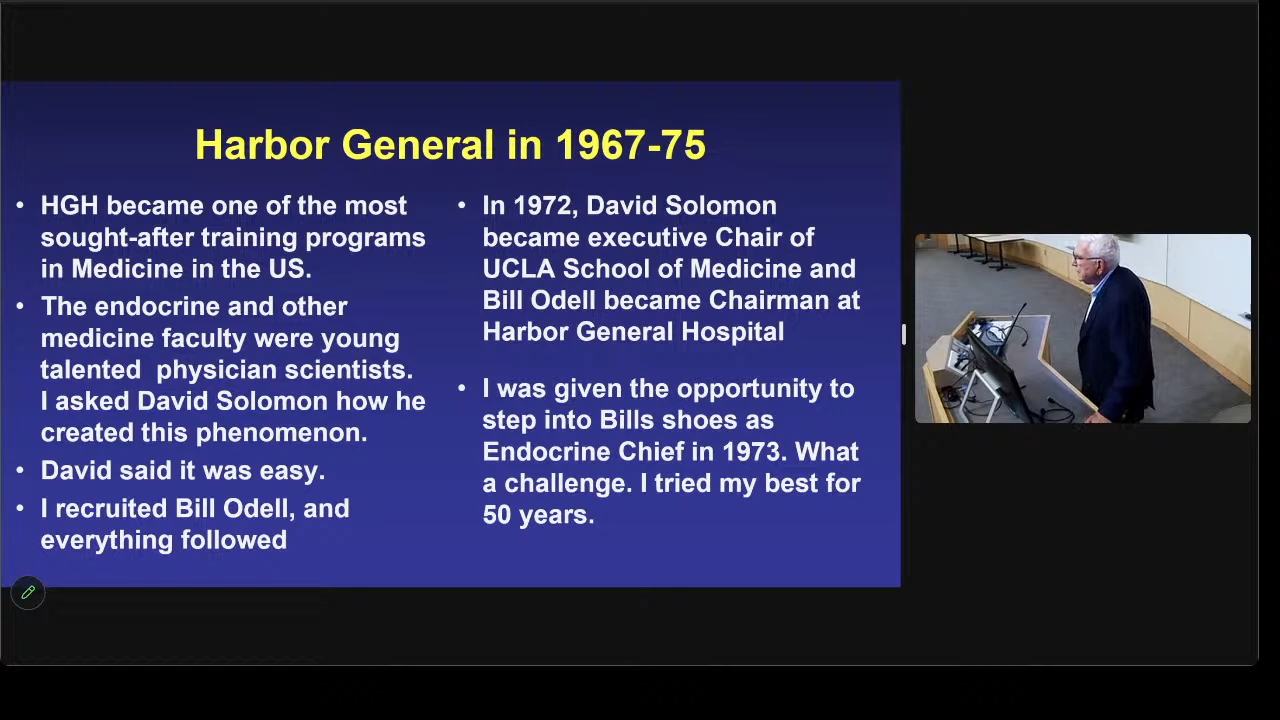 Harbor General in 1967-75
• HGH became one of the most
sought-after training programs
in Medicine in the US.
• The endocrine and other
medicine faculty were young
talented  physician scientists.
I asked David Solomon how he
created this phenomenon.
• David said it was easy.
• I recruited Bill Odell, and
everything followed
• In 1972, David Solomon
became executive Chair of
UCLA School of Medicine and
Bill Odell became Chairman at
Harbor General Hospital
• I was given the opportunity to
step into Bills shoes as
Endocrine Chief in 1973. What
a challenge. I tried my best for
50 years.